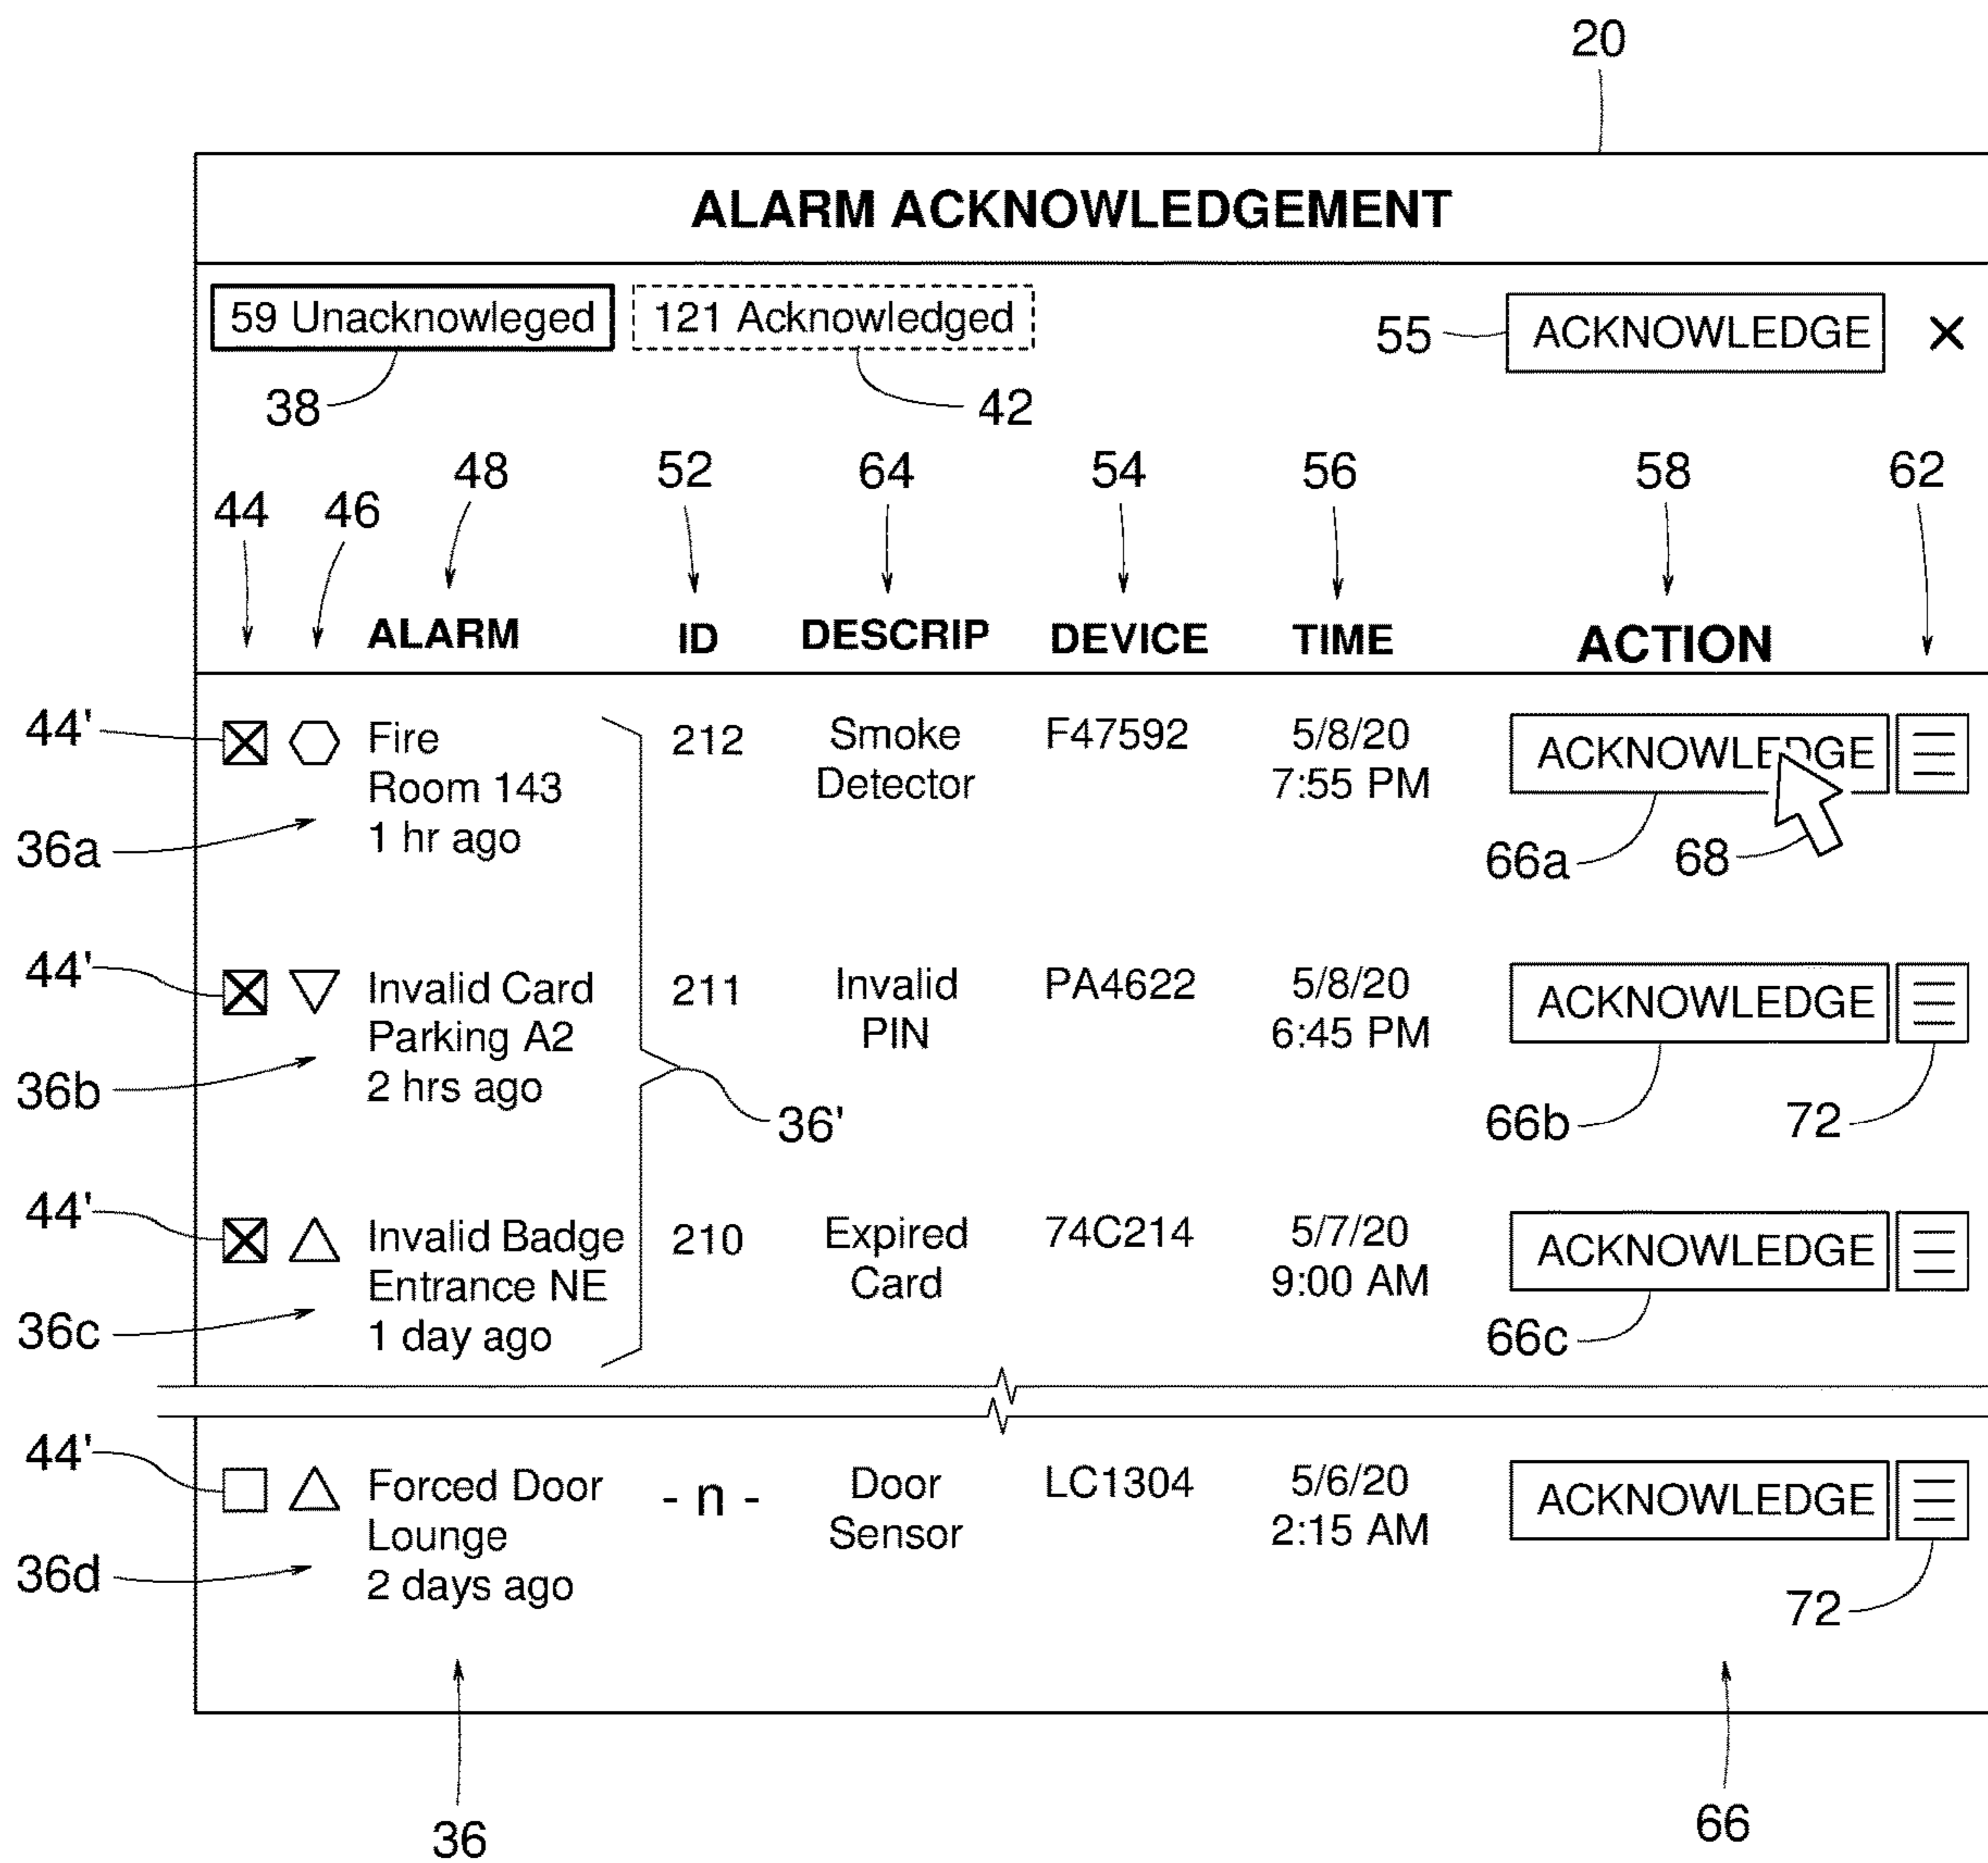 20
ALARM ACKNOWLEDGEMENT
59 Unacknowleged 121 Acknowledged 55 ACKNOWLEDGE ×
38 42
44 46 48 52 64 54 56 58 62
ALARM ID DESCRIP DEVICE TIME ACTION
44' Fire 212 Smoke F47592 5/8/20 ACKNOWLEDGE
Room 143 Detector 7:55 PM
36a 1 hr ago 66a 68
44' Invalid Card 211 Invalid PA4622 5/8/20 ACKNOWLEDGE
Parking A2 PIN 6:45 PM
36b 2 hrs ago 36' 66b 72
44' Invalid Badge 210 Expired 74C214 5/7/20 ACKNOWLEDGE
Entrance NE Card 9:00 AM
36c 1 day ago 66c
44' Forced Door - n - Door LC1304 5/6/20 ACKNOWLEDGE
Lounge Sensor 2:15 AM
36d 2 days ago 72
36 66